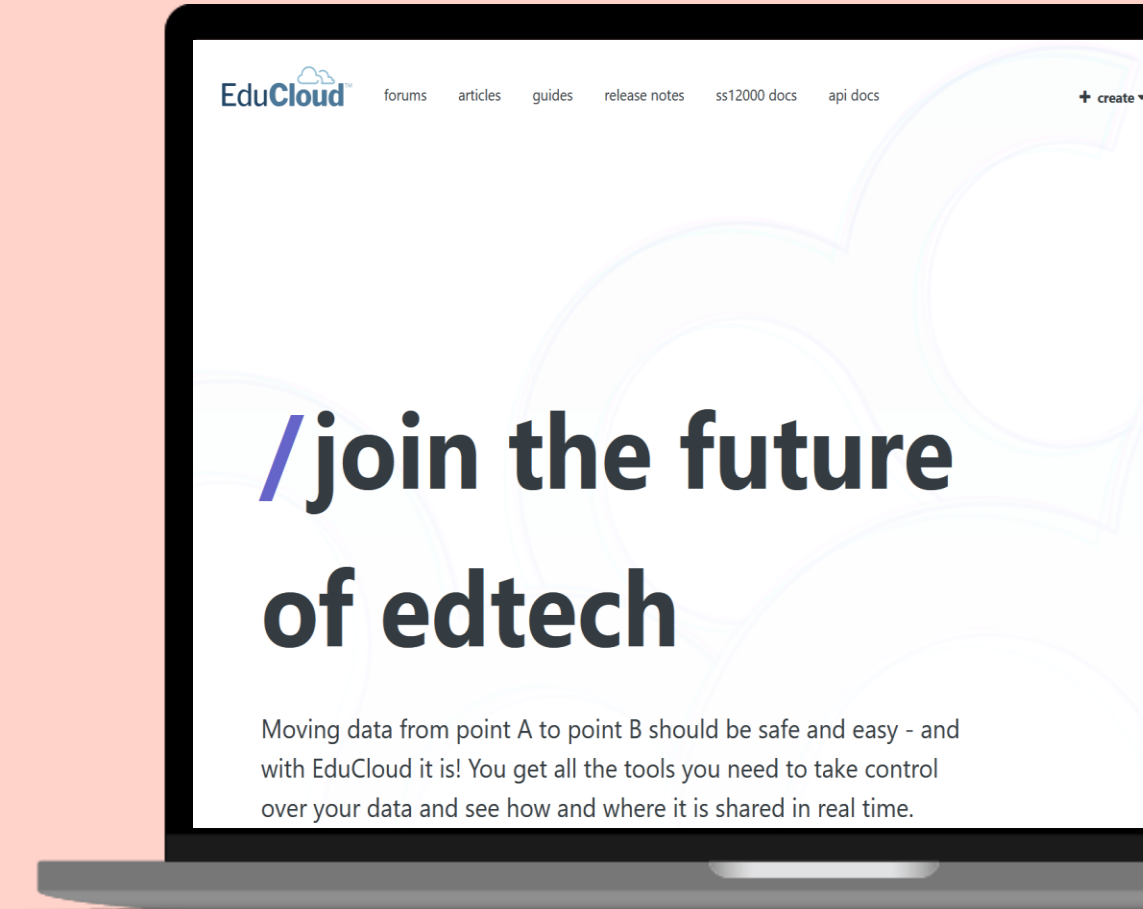 EduCloud™ forums articles guides release notes ss12000 docs api docs + create
/join the future
of edtech
Moving data from point A to point B should be safe and easy - and
with EduCloud it is! You get all the tools you need to take control
over your data and see how and where it is shared in real time.